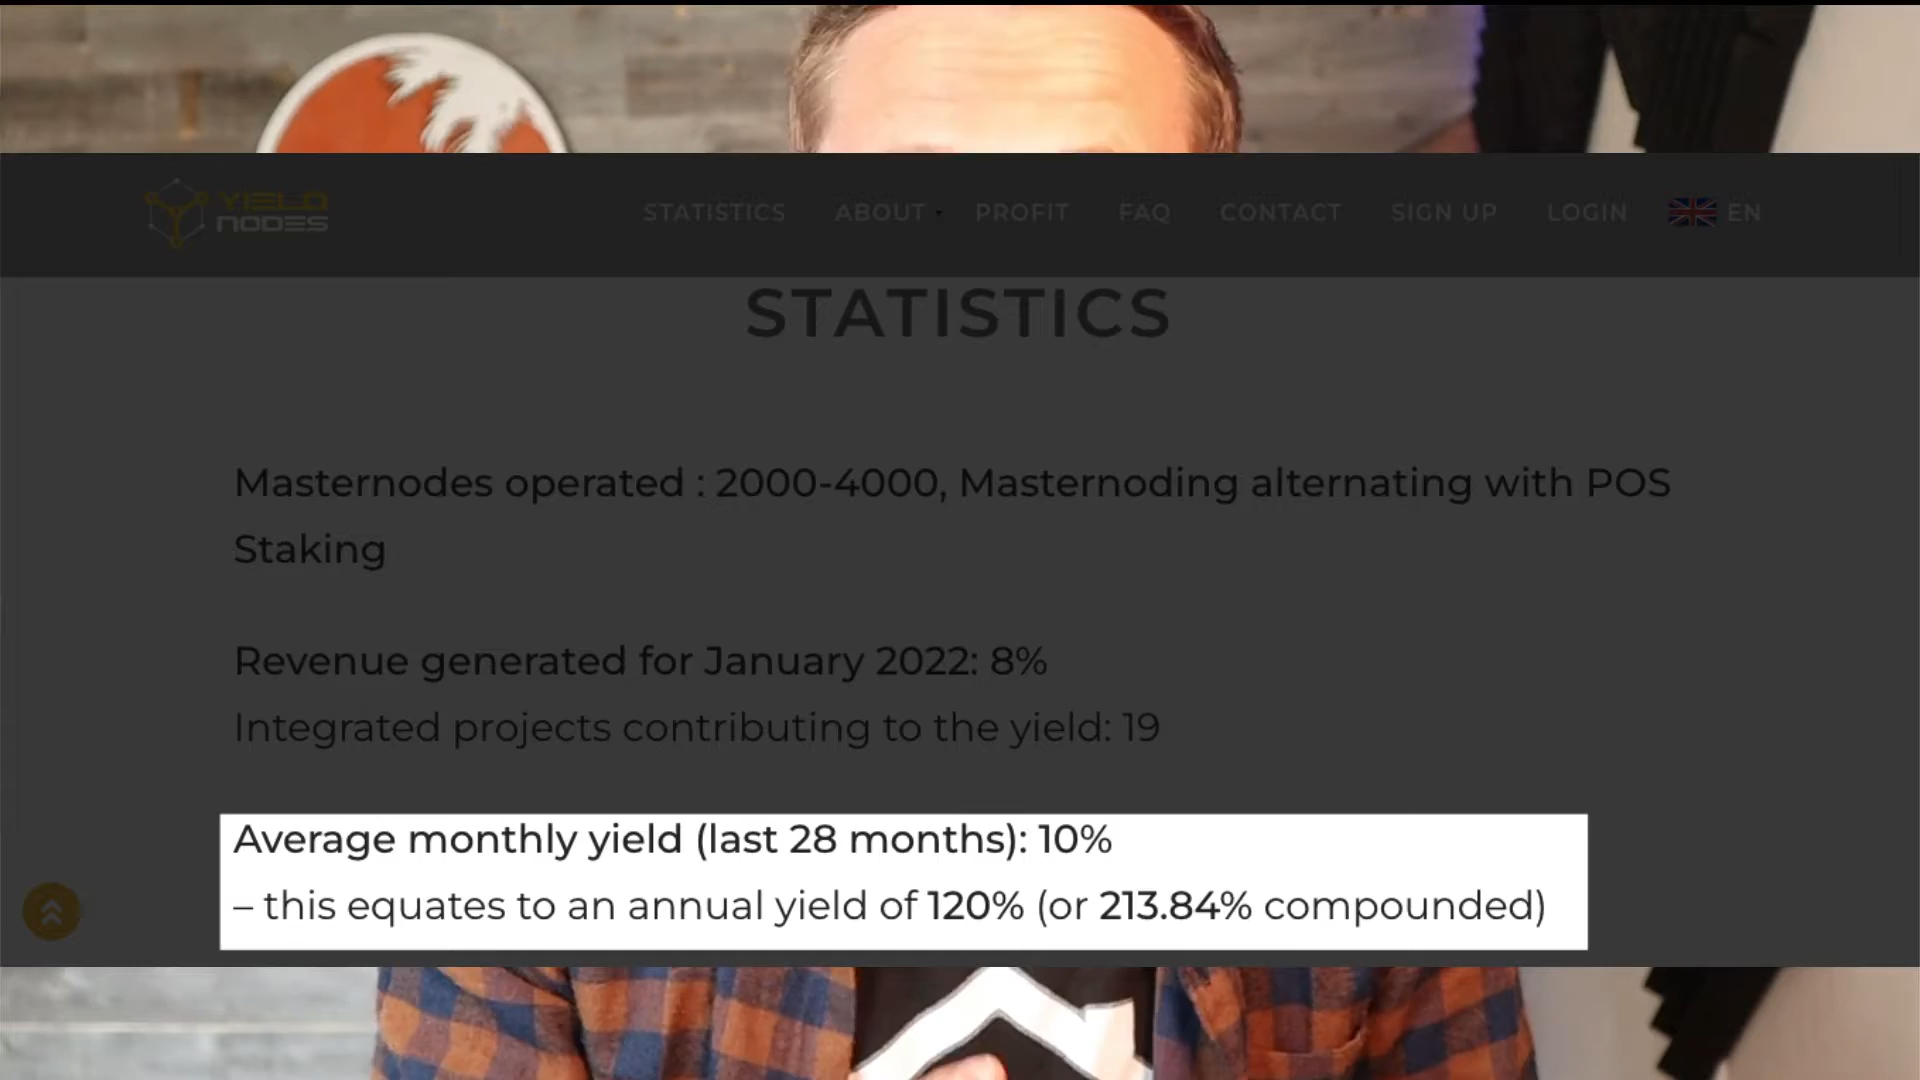 YIELD
NODES
STATISTICS ABOUT PROFIT FAQ CONTACT SIGN UP LOGIN EN
STATISTICS
Masternodes operated : 2000-4000, Masternoding alternating with POS
Staking
Revenue generated for January 2022: 8%
Integrated projects contributing to the yield: 19
Average monthly yield (last 28 months): 10%
– this equates to an annual yield of 120% (or 213.84% compounded)